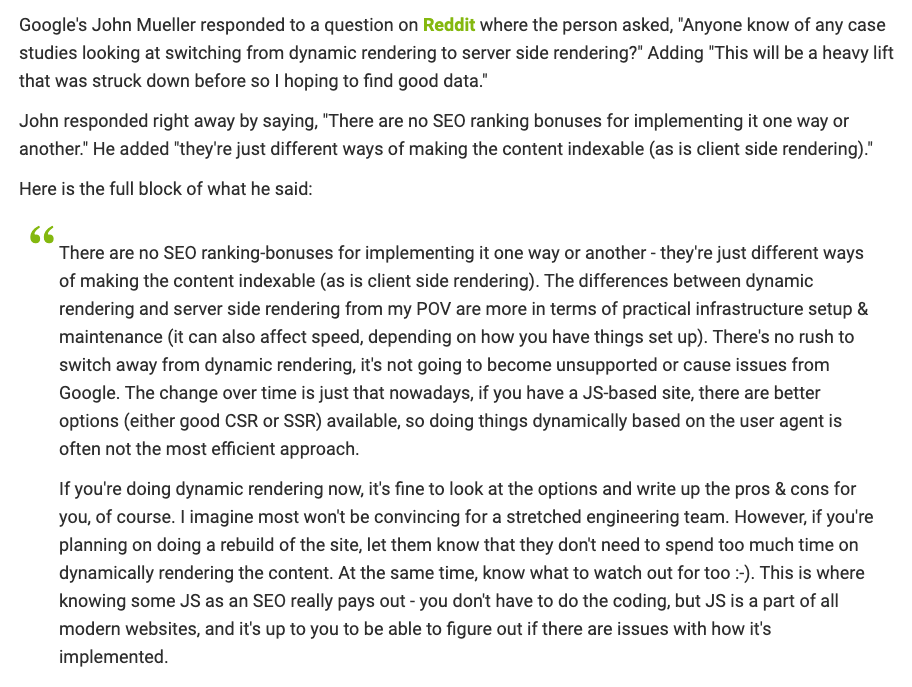 Google's John Mueller responded to a question on Reddit where the person asked, "Anyone know of any case
studies looking at switching from dynamic rendering to server side rendering?" Adding "This will be a heavy lift
that was struck down before so I hoping to find good data."
John responded right away by saying, "There are no SEO ranking bonuses for implementing it one way or
another." He added "they're just different ways of making the content indexable (as is client side rendering)."
Here is the full block of what he said:
“
There are no SEO ranking-bonuses for implementing it one way or another - they're just different ways
of making the content indexable (as is client side rendering). The differences between dynamic
rendering and server side rendering from my POV are more in terms of practical infrastructure setup &
maintenance (it can also affect speed, depending on how you have things set up). There's no rush to
switch away from dynamic rendering, it's not going to become unsupported or cause issues from
Google. The change over time is just that nowadays, if you have a JS-based site, there are better
options (either good CSR or SSR) available, so doing things dynamically based on the user agent is
often not the most efficient approach.
If you're doing dynamic rendering now, it's fine to look at the options and write up the pros & cons for
you, of course. I imagine most won't be convincing for a stretched engineering team. However, if you're
planning on doing a rebuild of the site, let them know that they don't need to spend too much time on
dynamically rendering the content. At the same time, know what to watch out for too :-). This is where
knowing some JS as an SEO really pays out - you don't have to do the coding, but JS is a part of all
modern websites, and it's up to you to be able to figure out if there are issues with how it's
implemented.